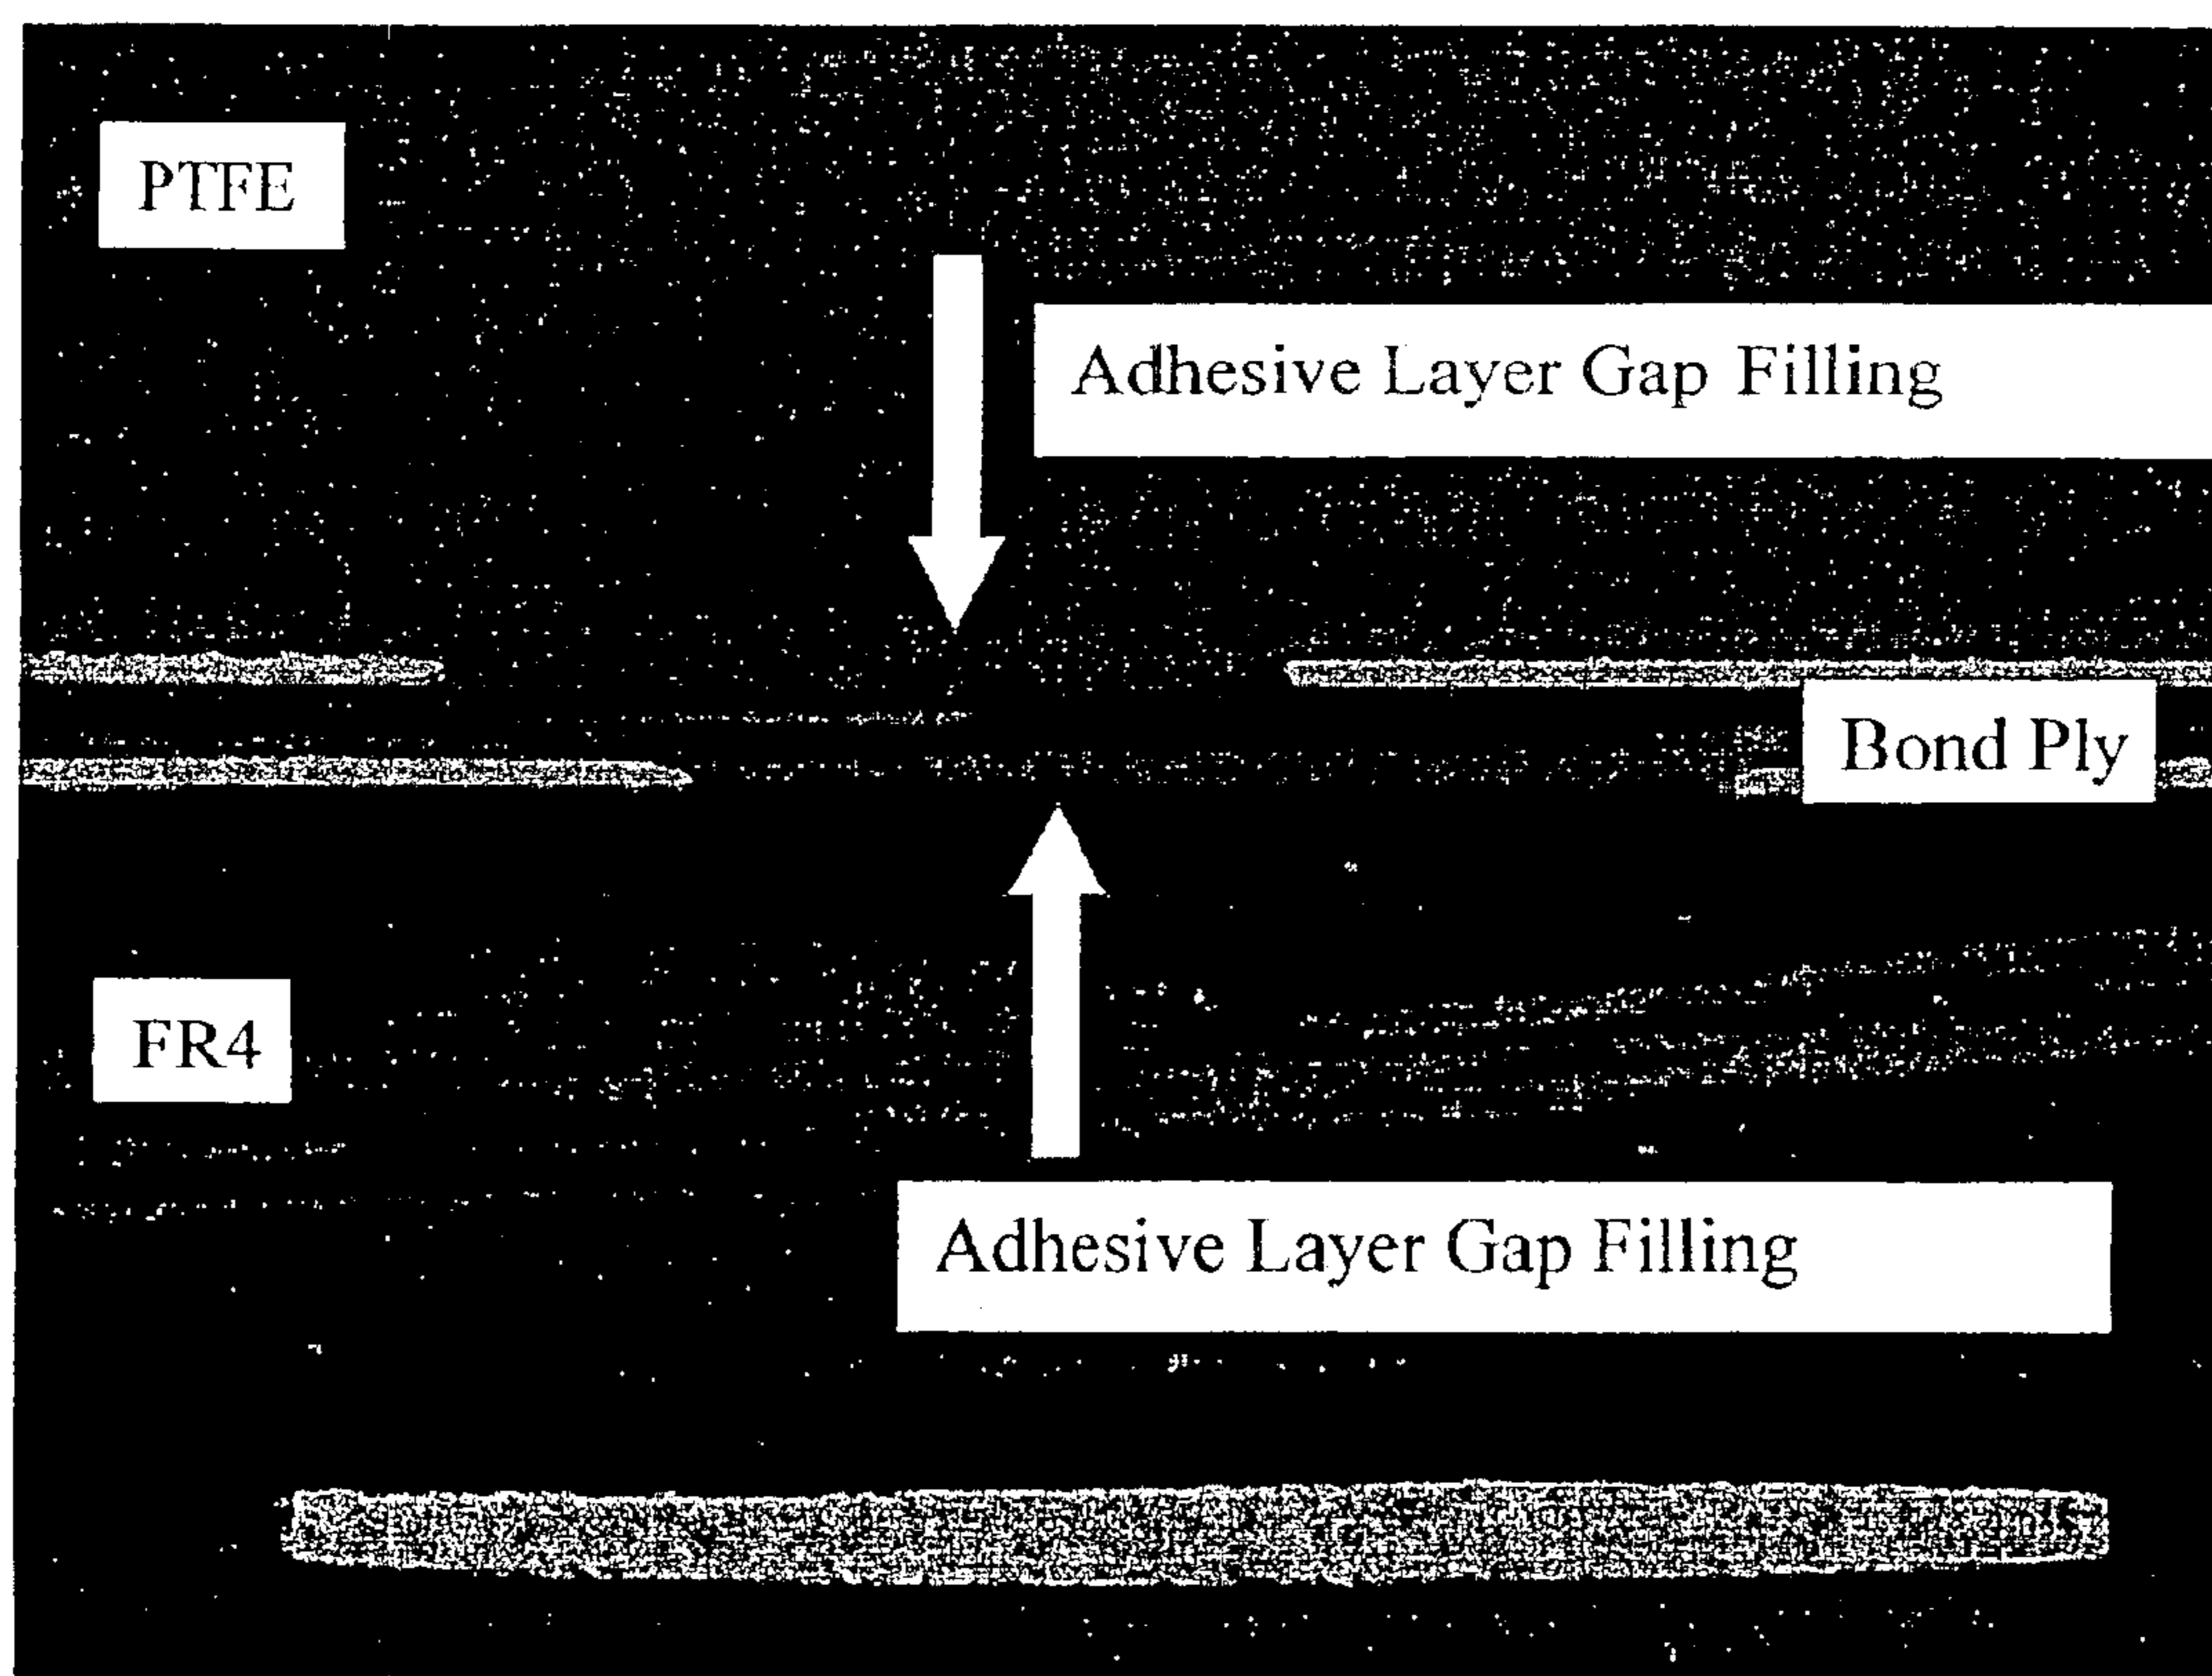 PTFE
Adhesive Layer Gap Filling
Bond Ply
FR4
Adhesive Layer Gap Filling